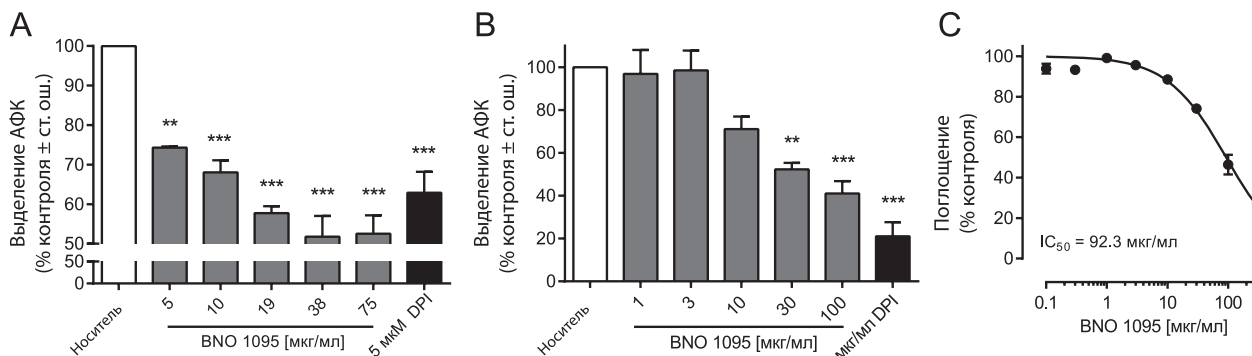 A
Выделение АФК
(% контроля ± ст. ош.)
100
90
80
70
60
50
50
0
**
***
***
***
***
***
Носитель
5
10
19
38
75
5 мкМ DPI
BNO 1095 [мкг/мл]
B
Выделение АФК
(% контроля ± ст. ош.)
100
80
60
40
20
0
**
***
***
Носитель
1
3
10
30
100
мкг/мл DPI
BNO 1095 [мкг/мл]
C
Поглощение
(% контроля)
100
80
60
40
20
0
IC50 = 92.3 мкг/мл
0.1
1
10
100
BNO 1095 [мкг/мл]